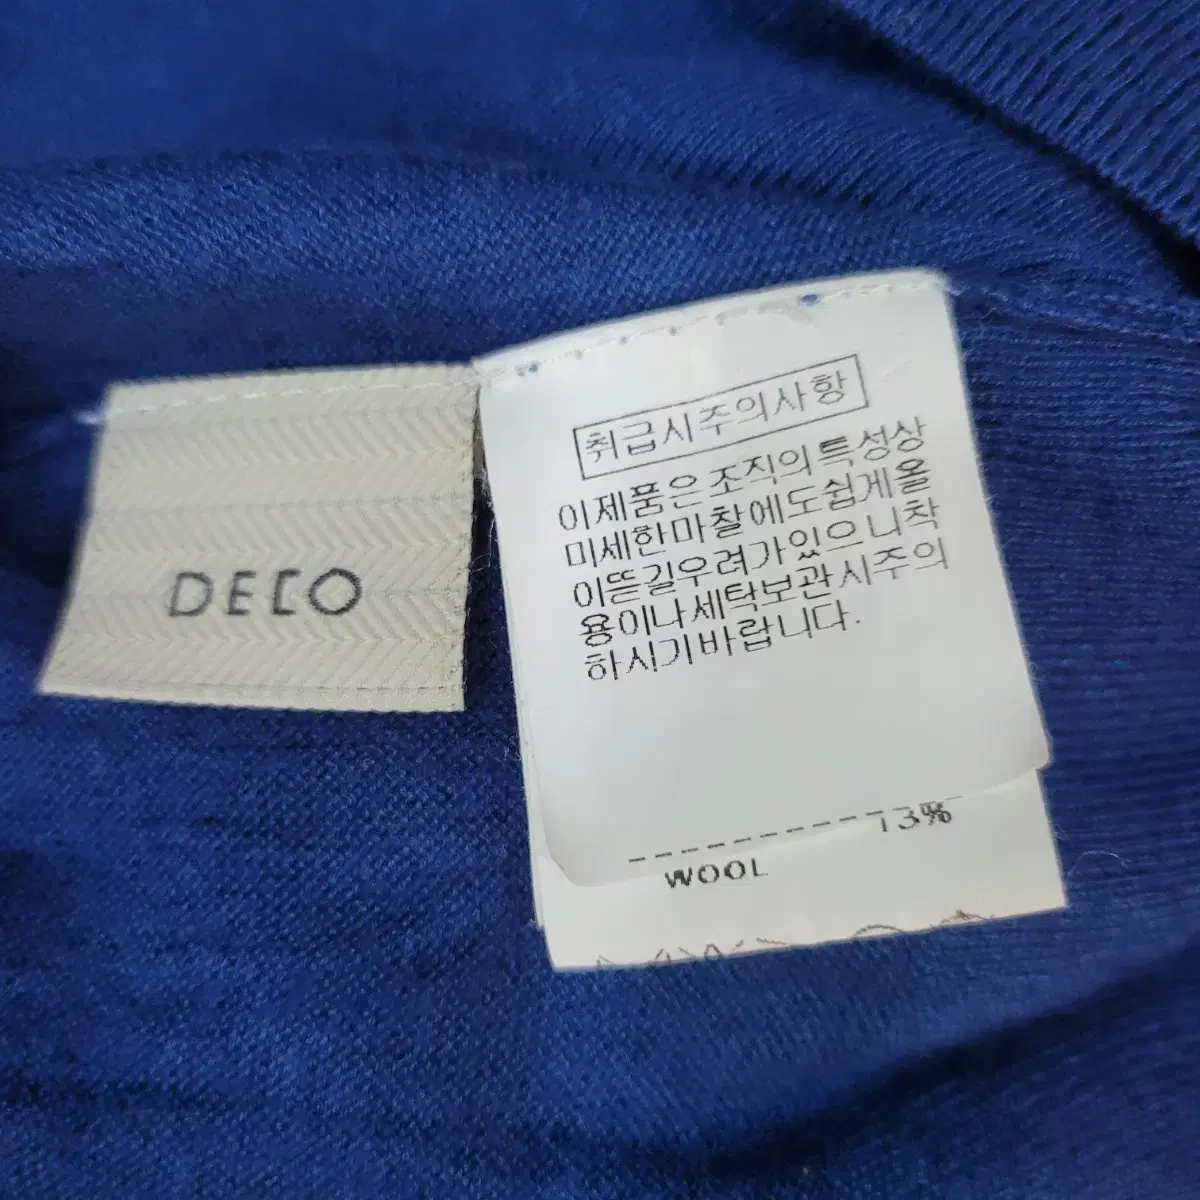 DECO
취급시주의사항
이제품은조직의특성상
미세한마찰에도쉽게올
이뜯길우려가있으니착
용이나세탁보관시주의
하시기바랍니다.
13%
WOOL